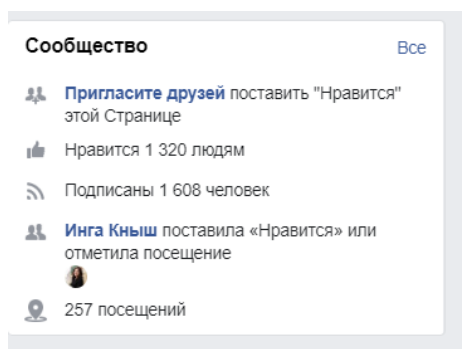 Сообщество
Все
Пригласите друзей поставить "Нравится"
этой Странице
Нравится 1 320 людям
Подписаны 1 608 человек
Инга Кныш поставила «Нравится» или
отметила посещение
257 посещений